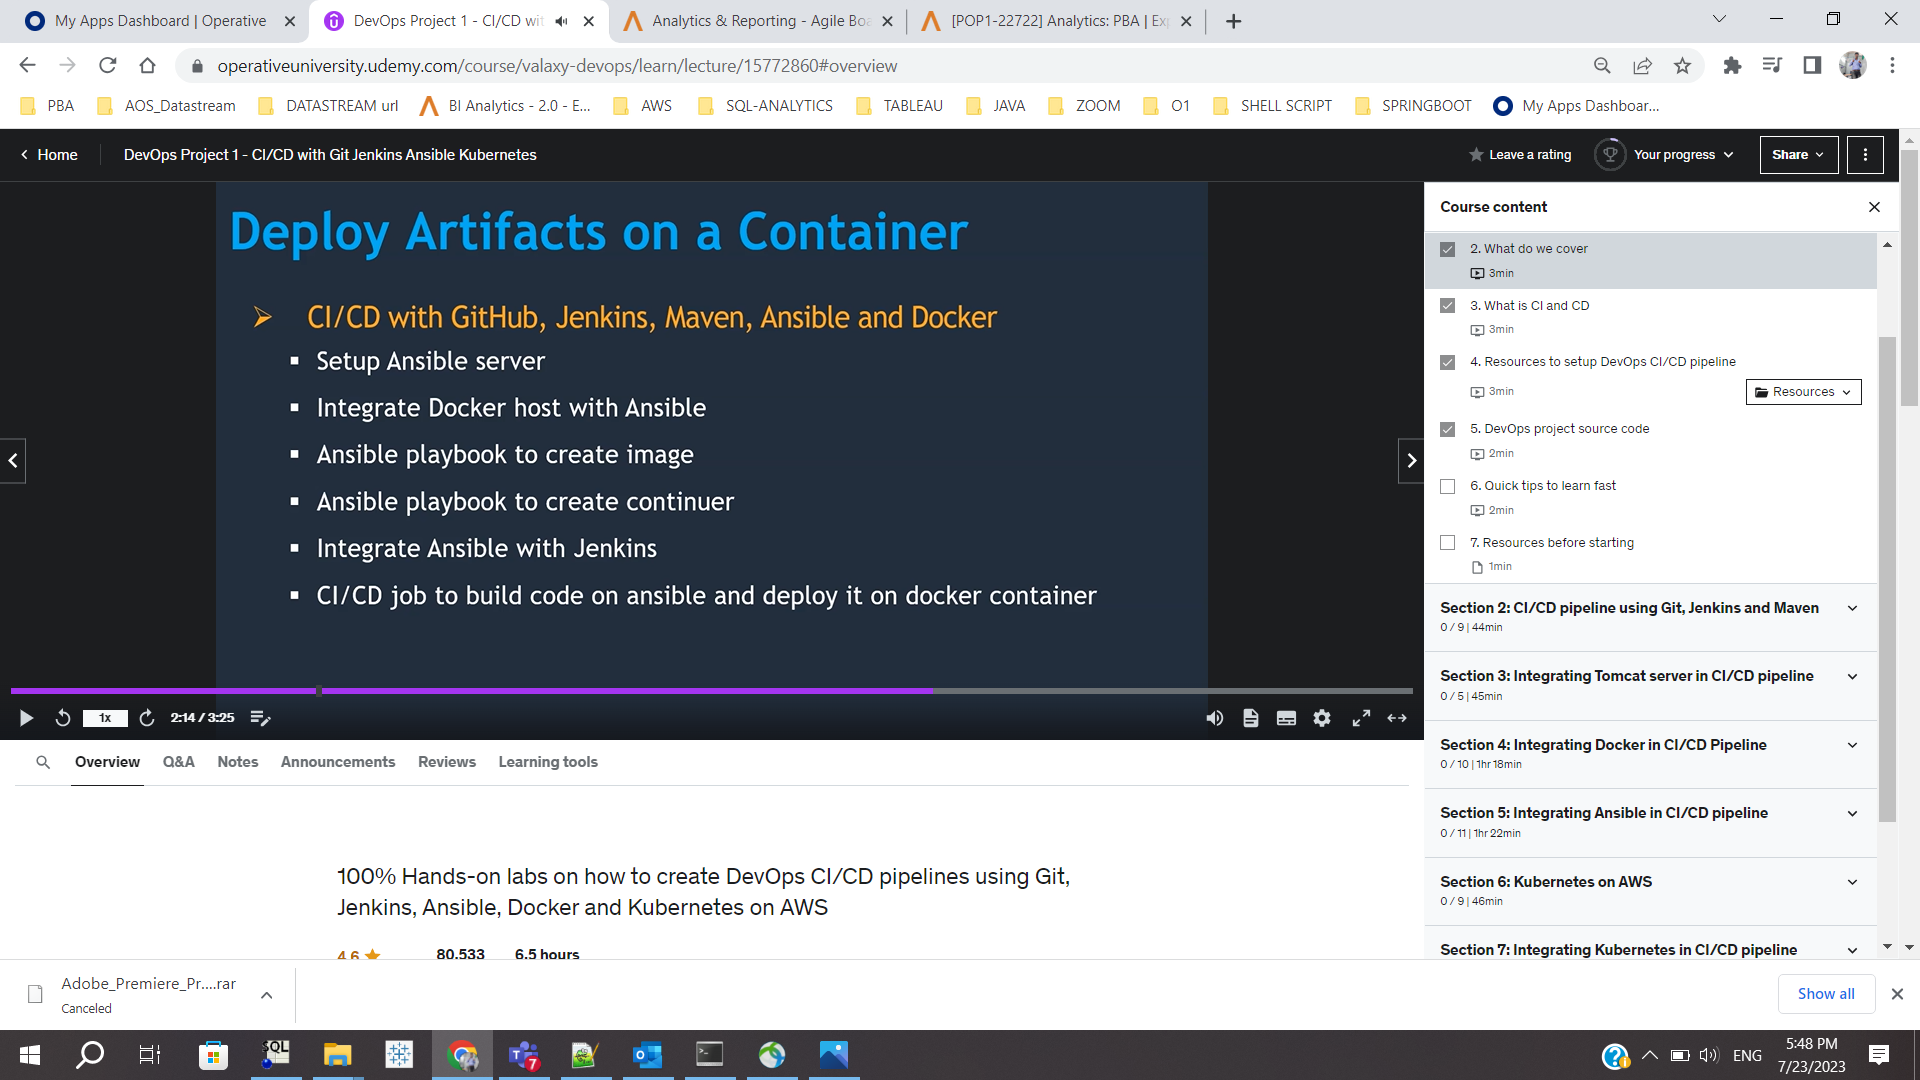 My Apps Dashboard | Operative
DevOps Project 1 - CI/CD wit
Analytics & Reporting - Agile Boa
[POP1-22722] Analytics: PBA | Ex
operativeuniversity.udemy.com/course/valaxy-devops/learn/lecture/15772860#overview
PBA
AOS_Datastream
DATASTREAM url
BI Analytics - 2.0 - E...
AWS
SQL-ANALYTICS
TABLEAU
JAVA
ZOOM
O1
SHELL SCRIPT
SPRINGBOOT
My Apps Dashboar...
Home
DevOps Project 1 - CI/CD with Git Jenkins Ansible Kubernetes
Leave a rating
Your progress
Share
Deploy Artifacts on a Container
CI/CD with GitHub, Jenkins, Maven, Ansible and Docker
Setup Ansible server
Integrate Docker host with Ansible
Ansible playbook to create image
Ansible playbook to create continuer
Integrate Ansible with Jenkins
CI/CD job to build code on ansible and deploy it on docker container
1x
2:14 / 3:25
Course content
2. What do we cover
3min
3. What is CI and CD
3min
4. Resources to setup DevOps CI/CD pipeline
3min
Resources
5. DevOps project source code
2min
6. Quick tips to learn fast
2min
7. Resources before starting
1min
Section 2: CI/CD pipeline using Git, Jenkins and Maven
0 / 9 | 44min
Section 3: Integrating Tomcat server in CI/CD pipeline
0 / 5 | 45min
Section 4: Integrating Docker in CI/CD Pipeline
0 / 10 | 1hr 18min
Section 5: Integrating Ansible in CI/CD pipeline
0 / 11 | 1hr 22min
Section 6: Kubernetes on AWS
0 / 9 | 46min
Section 7: Integrating Kubernetes in CI/CD pipeline
Overview
Q&A
Notes
Announcements
Reviews
Learning tools
100% Hands-on labs on how to create DevOps CI/CD pipelines using Git,
Jenkins, Ansible, Docker and Kubernetes on AWS
4.6
80,533
6.5 hours
Adobe_Premiere_Pr....rar
Canceled
Show all
SQL
7
ENG
5:48 PM
7/23/2023